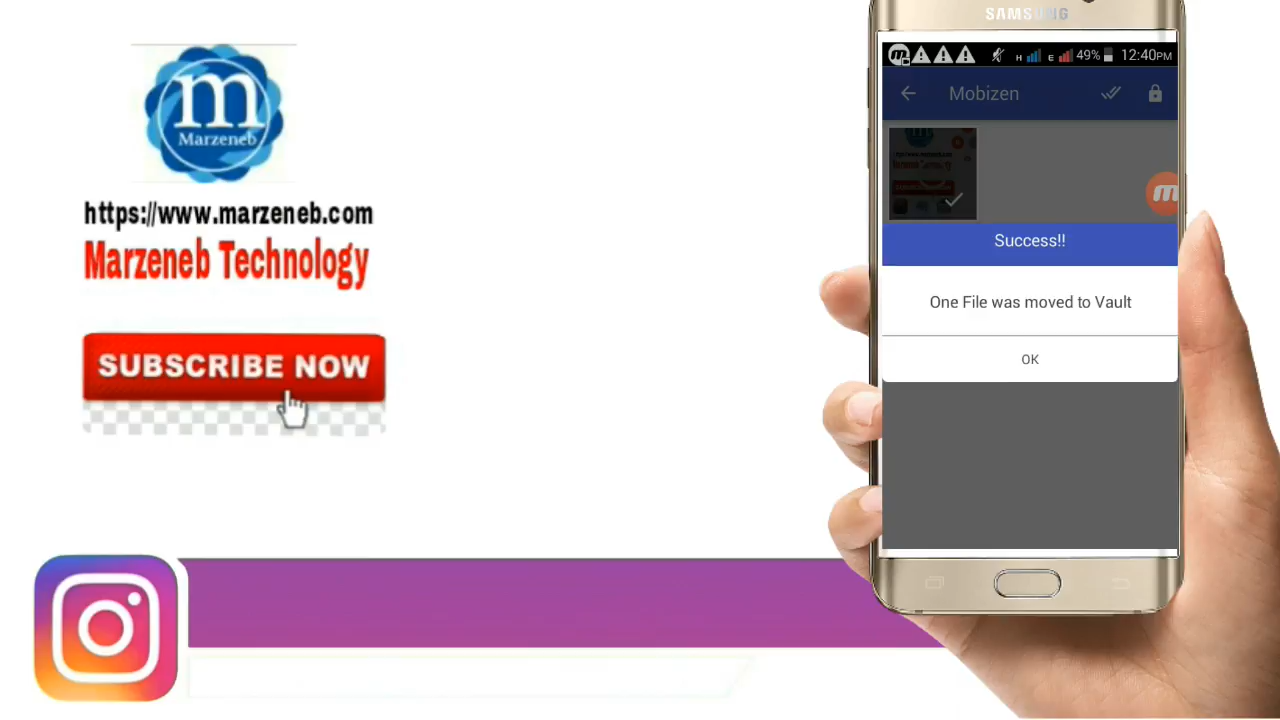 m
Marzeneb
https://www.marzeneb.com
Marzeneb Technology
SUBSCRIBE NOW
SAMSUNG
H E 49% 12:40PM
Mobizen
Success!!
One File was moved to Vault
OK